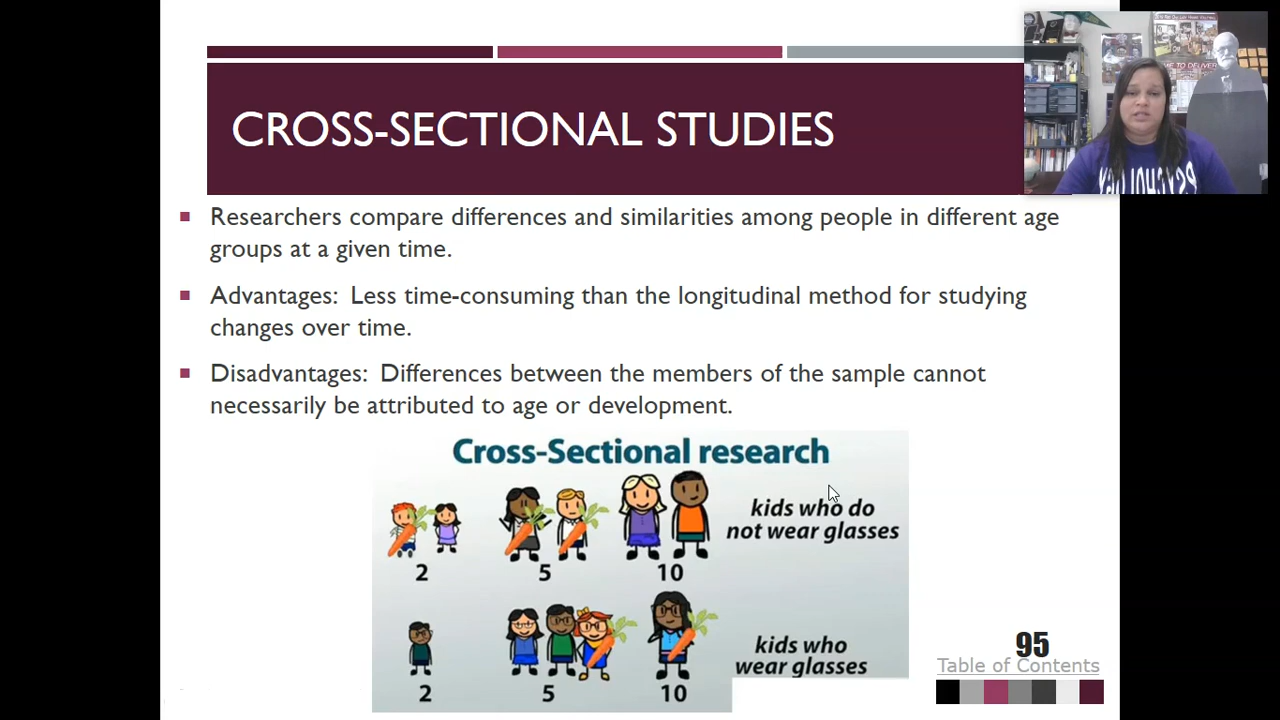 CROSS-SECTIONAL STUDIES
Researchers compare differences and similarities among people in different age
groups at a given time.
Advantages: Less time-consuming than the longitudinal method for studying
changes over time.
Disadvantages: Differences between the members of the sample cannot
necessarily be attributed to age or development.
Cross-Sectional research
kids who do
not wear glasses
2 5 10
kids who
wear glasses
2 5 10
95
Table of Contents
PSYCHOLOGY